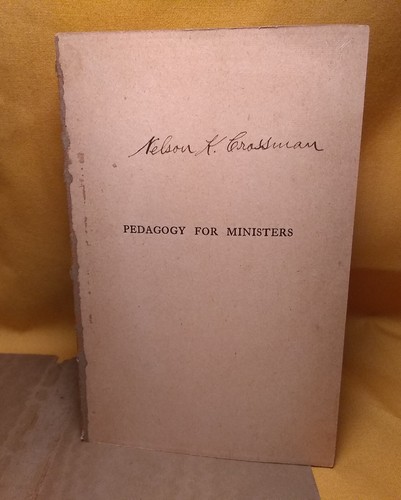 Nelson K. Crossman
PEDAGOGY FOR MINISTERS